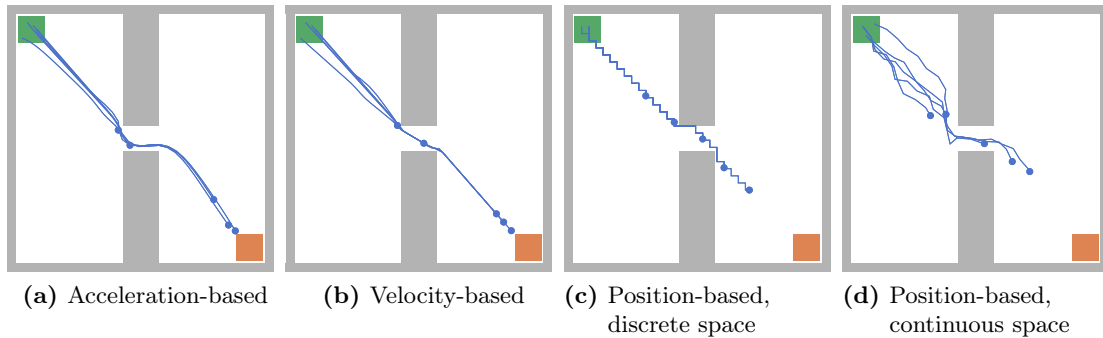 (a) Acceleration-based
(b) Velocity-based
(c) Position-based,
discrete space
(d) Position-based,
continuous space